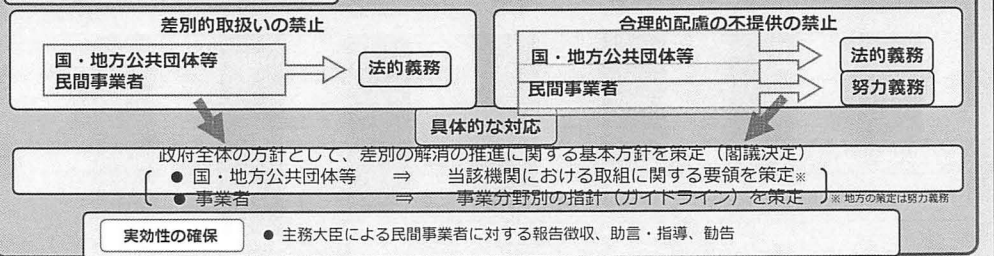 差別的取扱いの禁止
国・地方公共団体等
民間事業者
法的義務
合理的配慮の不提供の禁止
国・地方公共団体等
法的義務
民間事業者
努力義務
具体的な対応
政府全体の方針として、差別の解消の推進に関する基本方針を策定（閣議決定）
● 国・地方公共団体等 ⇒ 当該機関における取組に関する要領を策定※
● 事業者 ⇒ 事業分野別の指針（ガイドライン）を策定 ※ 地方の策定は努力義務
実効性の確保 ● 主務大臣による民間事業者に対する報告徴収、助言・指導、勧告